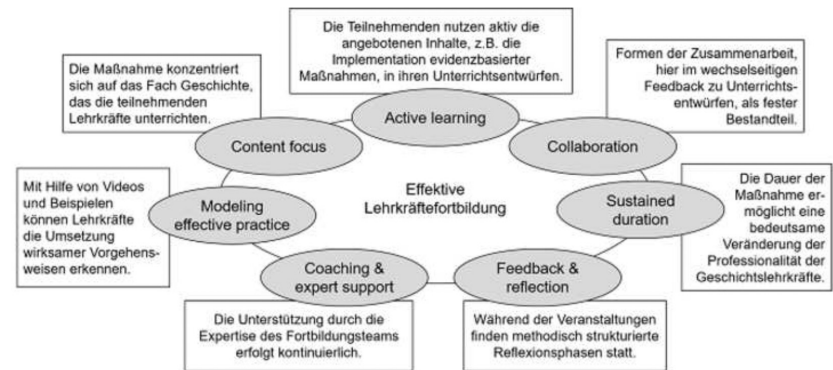 Die Teilnehmenden nutzen aktiv die
angebotenen Inhalte, z.B. die
Implementation evidenzbasierter
Maßnahmen, in ihren Unterrichtsentwürfen.
Die Maßnahme konzentriert
sich auf das Fach Geschichte,
das die teilnehmenden
Lehrkräfte unterrichten.
Formen der Zusammenarbeit,
hier im wechselseitigen
Feedback zu Unterrichts-
entwürfen, als fester
Bestandteil.
Active learning
Content focus
Collaboration
Mit Hilfe von Videos
und Beispielen
können Lehrkräfte
die Umsetzung
wirksamer Vorgehens-
weisen erkennen.
Modeling
effective practice
Effektive
Lehrkräftefortbildung
Sustained
duration
Die Dauer der
Maßnahme er-
möglicht eine
bedeutsame
Veränderung der
Professionalität der
Geschichtslehrkräfte.
Coaching &
expert support
Feedback &
reflection
Die Unterstützung durch die
Expertise des Fortbildungsteams
erfolgt kontinuierlich.
Während der Veranstaltungen
finden methodisch strukturierte
Reflexionsphasen statt.